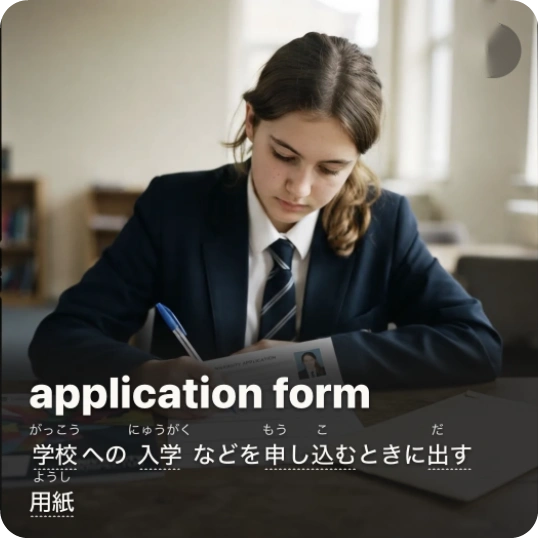 application form
がっこう にゅうがく もう こ だ
学校への入学などを申し込むときに出す
ようし
用紙